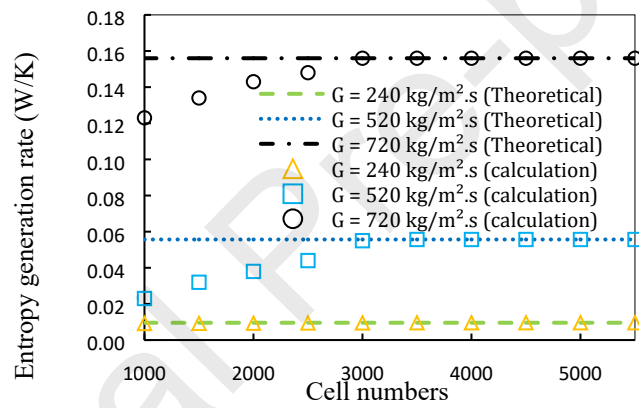 0.18
0.16
0.14
0.12
0.10
0.08
0.06
0.04
0.02
0.00
Entropy generation rate (W/K)
G = 240 kg/m².s (Theoretical)
G = 520 kg/m².s (Theoretical)
G = 720 kg/m².s (Theoretical)
G = 240 kg/m².s (calculation)
G = 520 kg/m².s (calculation)
G = 720 kg/m².s (calculation)
1000 2000 3000 4000 5000
Cell numbers
al Pre-p